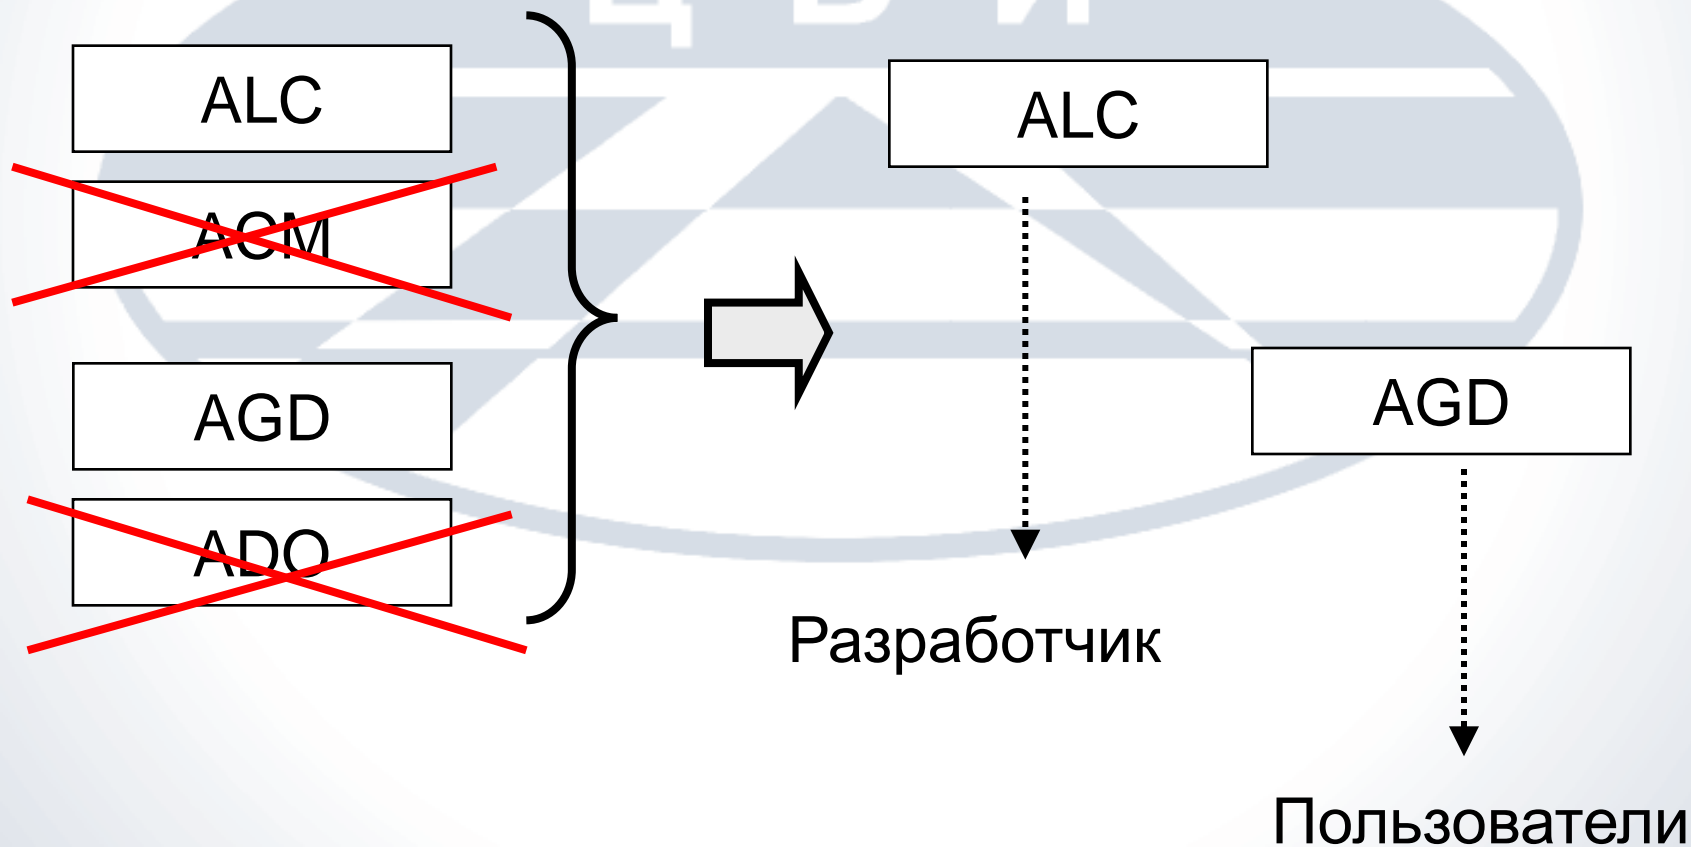 Ц Б И
ALC
ACM
AGD
ADO
ALC
AGD
Разработчик
Пользователи